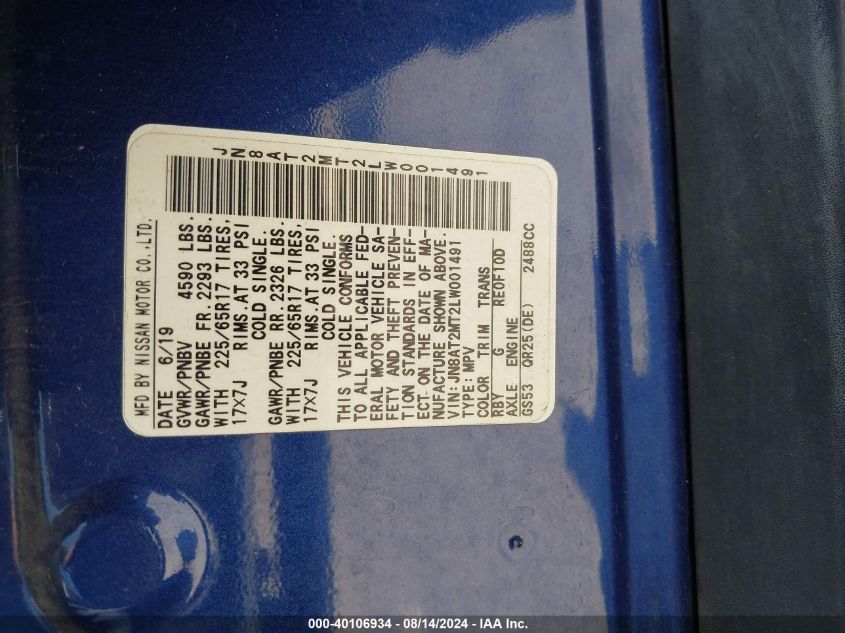 JN8AT2MT2LW001491
MFD BY NISSAN MOTOR CO.,LTD.
DATE 6/19
GVWR/PNBV 4590 LBS.
GAWR/PNBE FR. 2293 LBS.
WITH 225/65R17 TIRES,
17X7J RIMS.AT 33 PSI
COLD SINGLE.
GAWR/PNBE RR. 2326 LBS.
WITH 225/65R17 TIRES,
17X7J RIMS.AT 33 PSI
COLD SINGLE.
THIS VEHICLE CONFORMS
TO ALL APPLICABLE FED-
ERAL MOTOR VEHICLE SA-
FETY AND THEFT PREVEN-
TION STANDARDS IN EFF-
ECT ON THE DATE OF MA-
NUFACTURE SHOWN ABOVE.
VIN:JN8AT2MT2LW001491
TYPE: MPV
COLOR TRIM TRANS
RBY G RE0F10D
AXLE ENGINE
GS53 QR25(DE) 2488CC
000-40106934 - 08/14/2024 - IAA Inc.